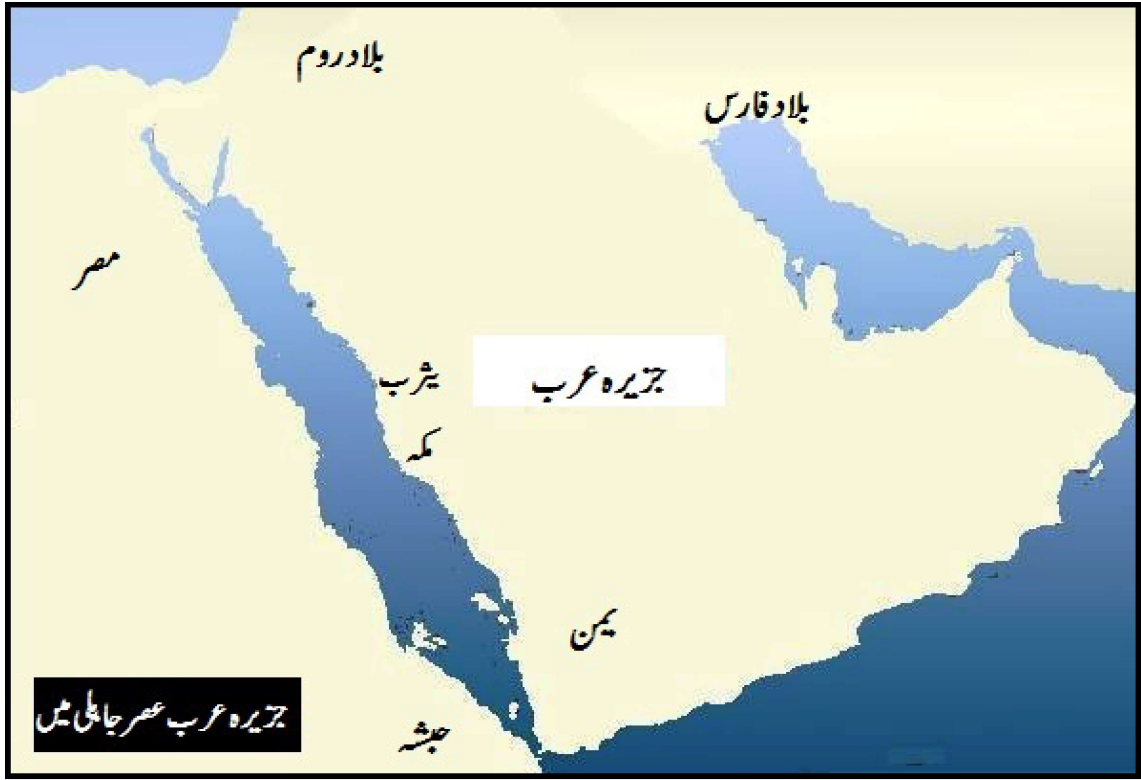 بلاد روم
بلاد فارس
مصر
جزیرہ عرب
یثرب
مکہ
یمن
حبشہ
جزیرہ عرب عصر جاہلی میں